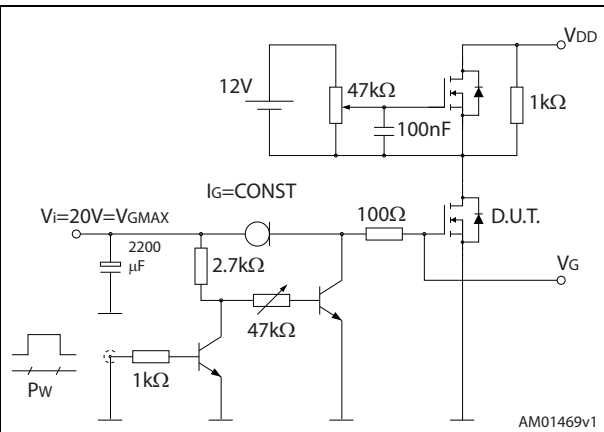 VDD
12V
47kΩ
100nF
1kΩ
IG=CONST
Vi=20V=VGMAX
100Ω
D.U.T.
2200
μF
2.7kΩ
VG
47kΩ
1kΩ
PW
AM01469v1